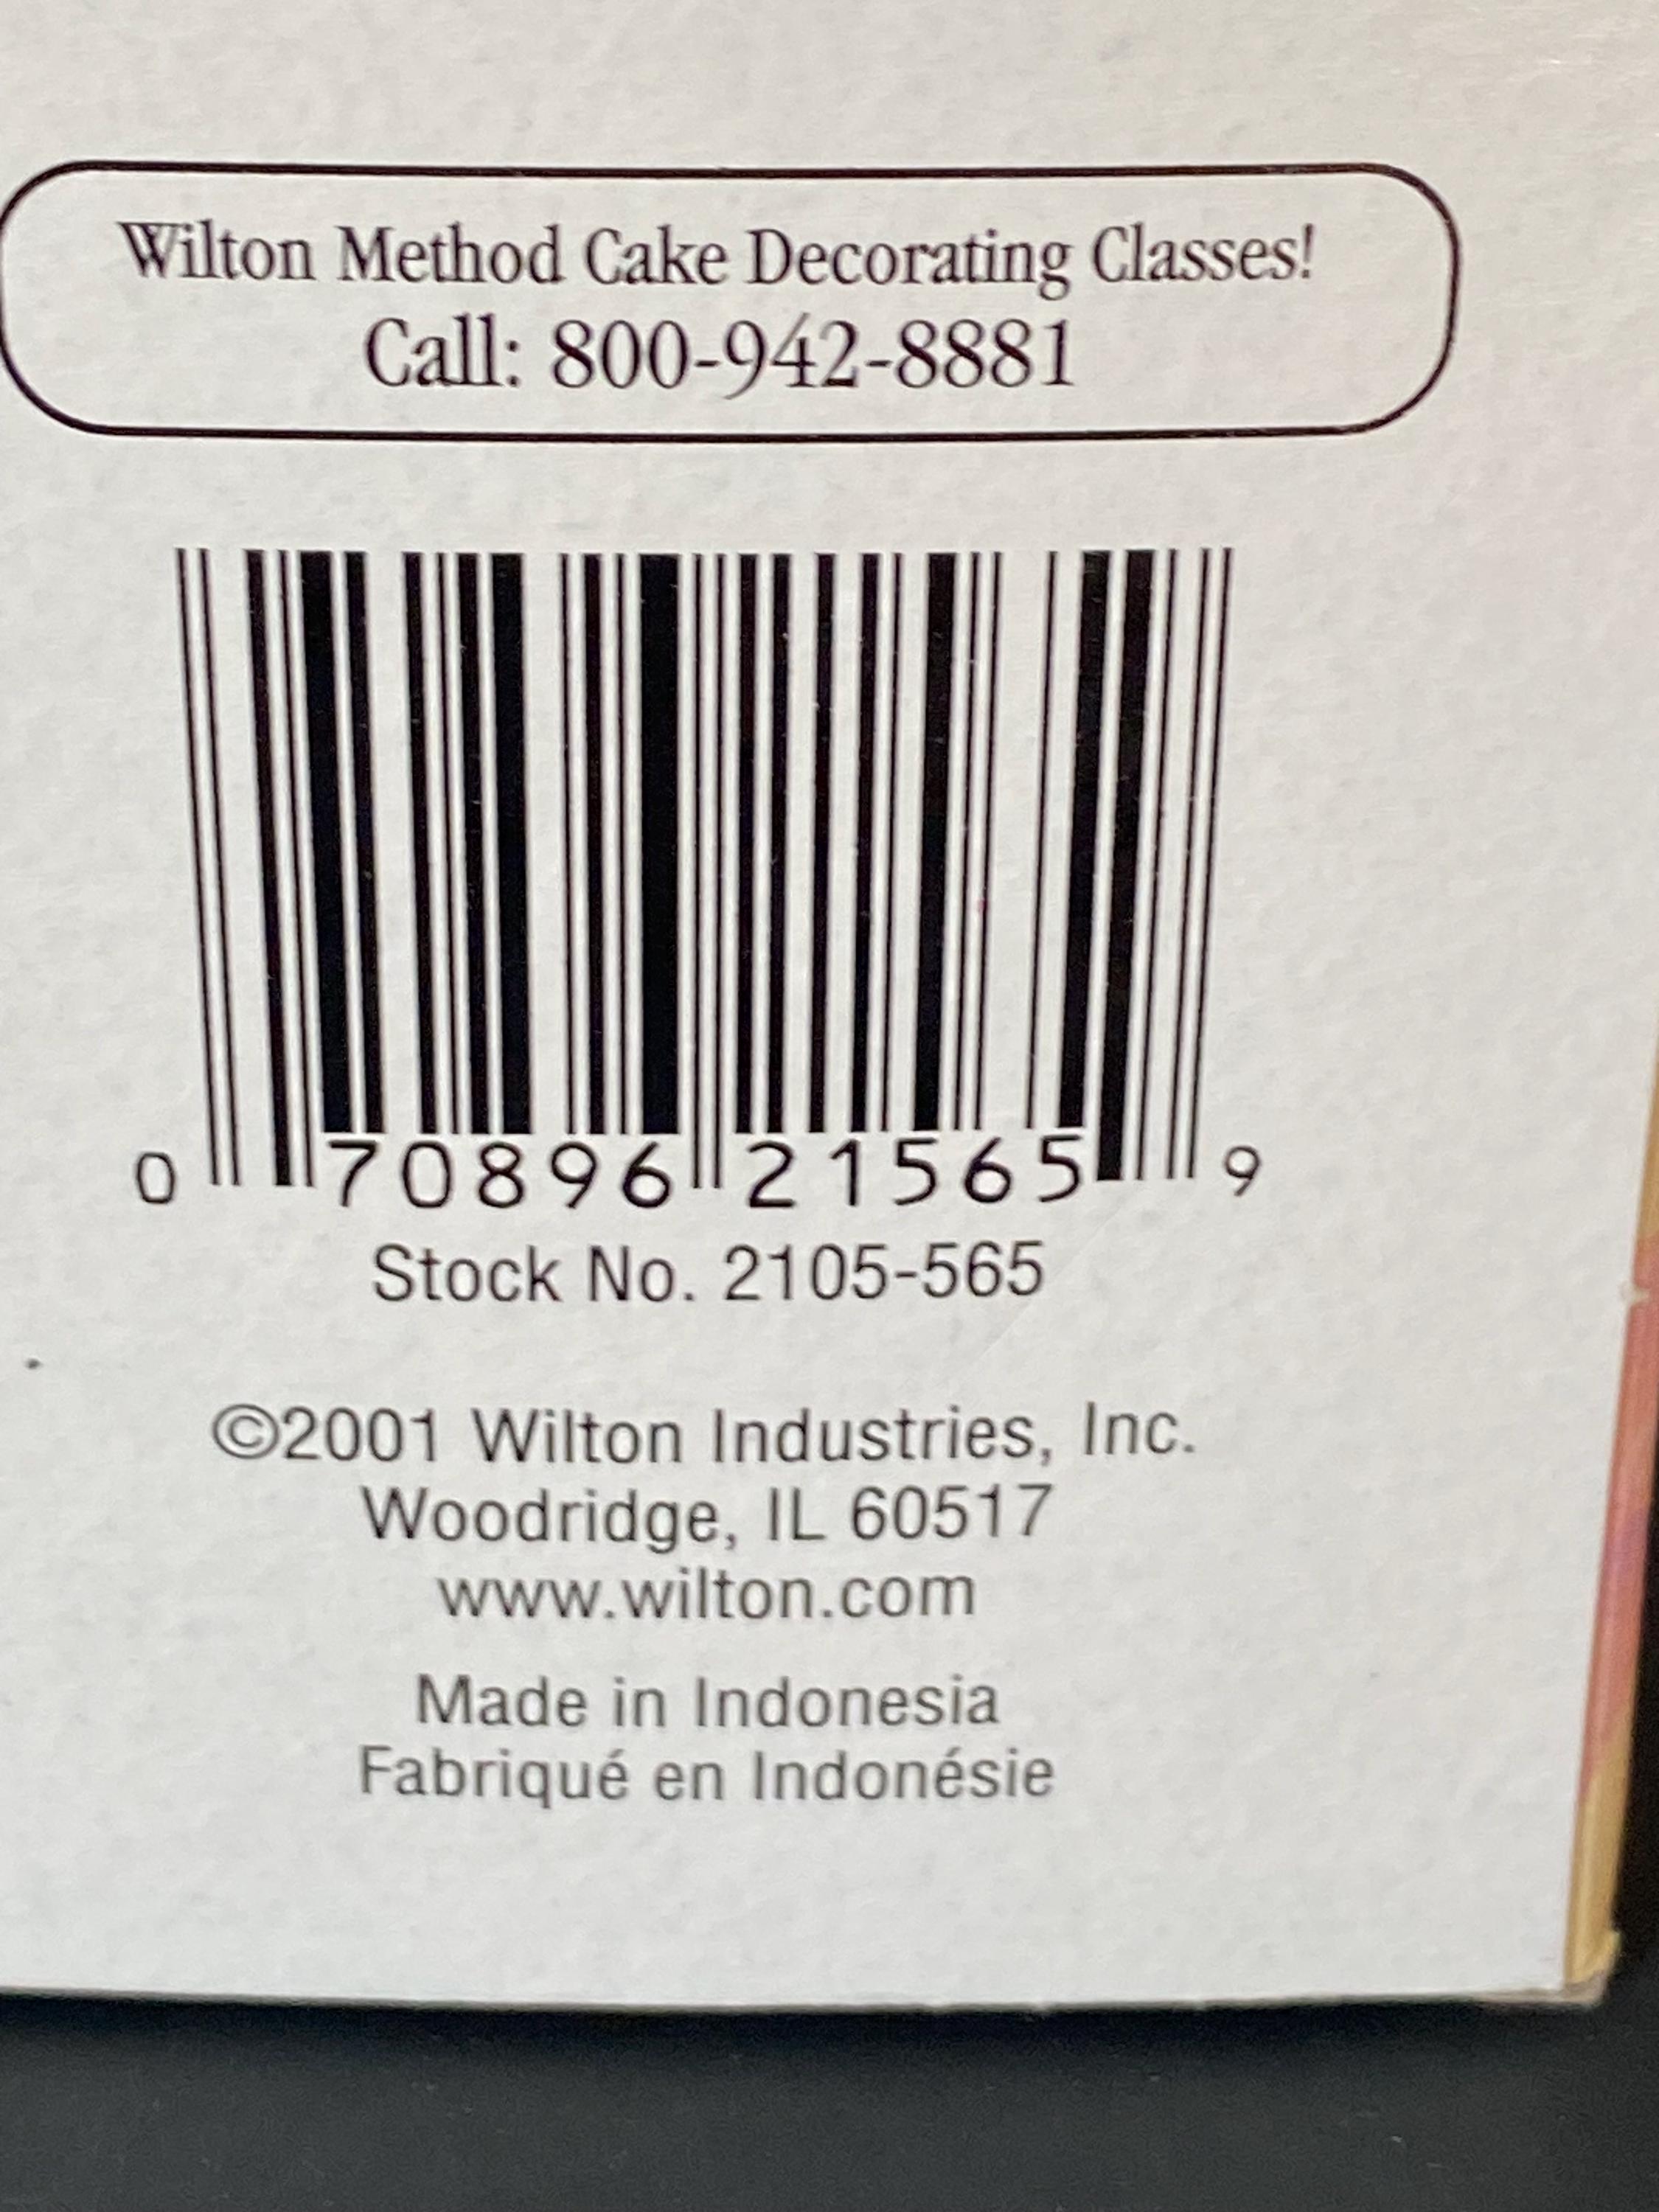 Wilton Method Cake Decorating Classes!
Call: 800-942-8881
0 70896 21565 9
Stock No. 2105-565
©2001 Wilton Industries, Inc.
Woodridge, IL 60517
www.wilton.com
Made in Indonesia
Fabriqué en Indonésie